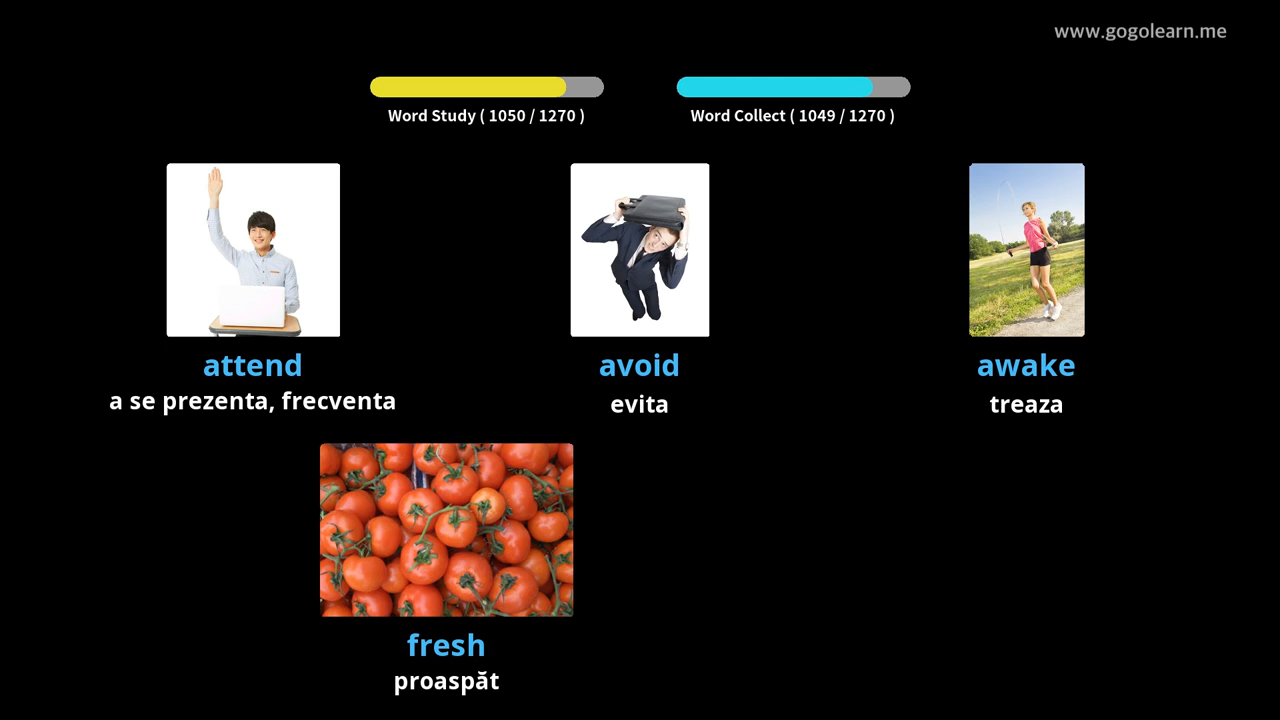 www.gogolearn.me
Word Study ( 1050 / 1270 )
Word Collect ( 1049 / 1270 )
attend
a se prezenta, frecventa
avoid
evita
awake
treaza
fresh
proaspăt